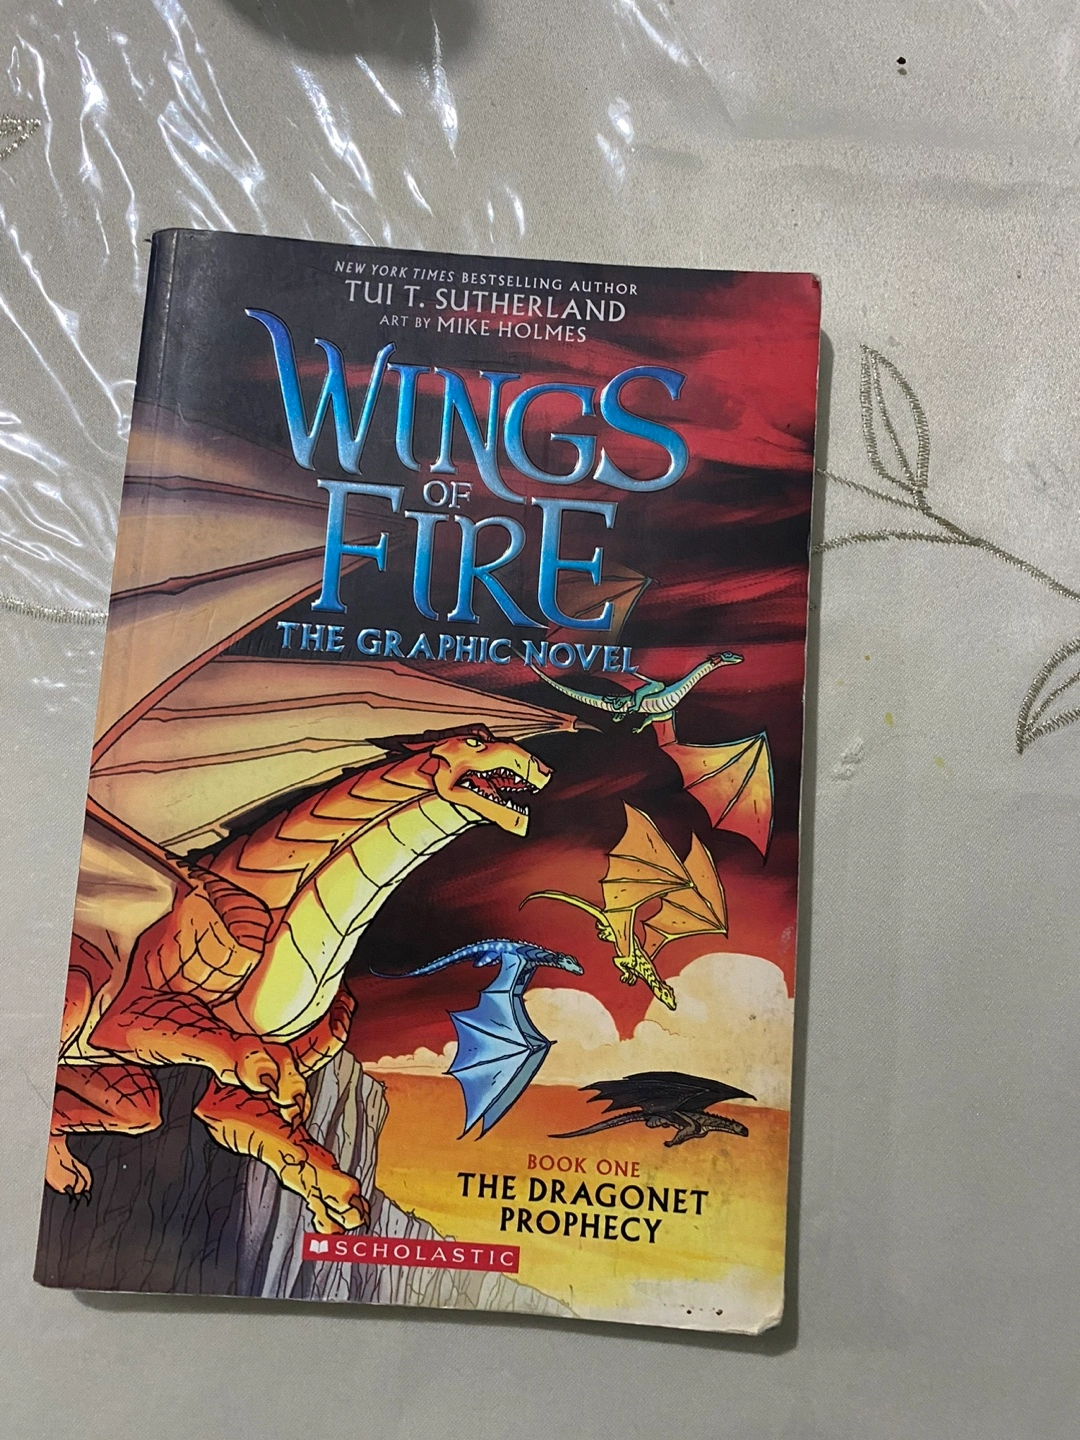 NEW YORK TIMES BESTSELLING AUTHOR
TUI T. SUTHERLAND
ART BY MIKE HOLMES
WINGS
OF
FIRE
THE GRAPHIC NOVEL
BOOK ONE
THE DRAGONET
PROPHECY
SCHOLASTIC